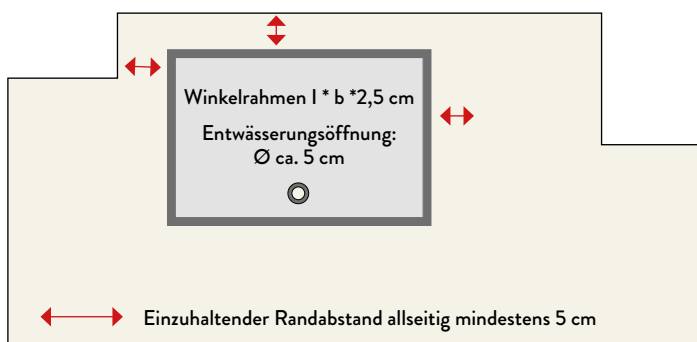 Winkelrahmen l * b *2,5 cm
Entwässerungsöffnung:
Ø ca. 5 cm
Einzuhaltender Randabstand allseitig mindestens 5 cm